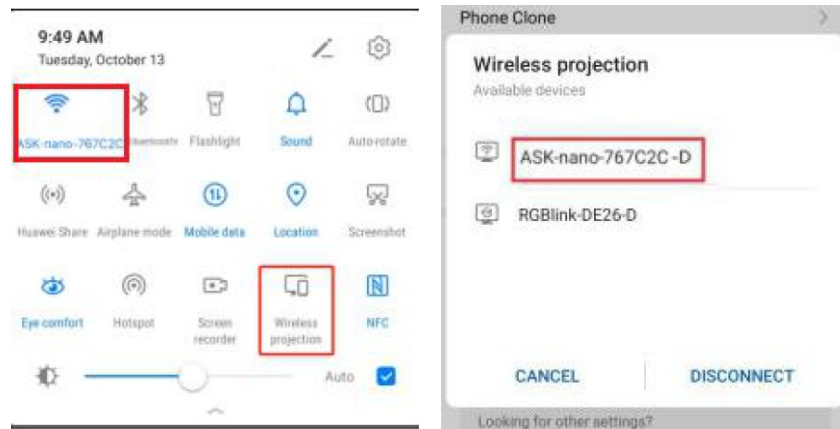 9:49 AM
Tuesday, October 13
ASK-nano-767C2C
Flashlight
Sound
Auto-rotate
Huawei Share
Airplane mode
Mobile data
Location
Screenshot
Eye comfort
Hotspot
Screen
recorder
Wireless
projection
NFC
Auto
Phone Clone
Wireless projection
Available devices
ASK-nano-767C2C -D
RGBlink-DE26-D
CANCEL
DISCONNECT
Looking for other settings?